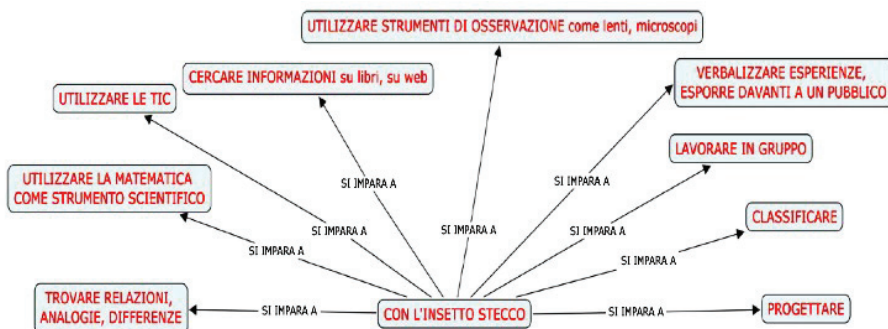 UTILIZZARE STRUMENTI DI OSSERVAZIONE come lenti, microscopi
CERCARE INFORMAZIONI su libri, su web
VERBALIZZARE ESPERIENZE,
ESPORRE DAVANTI A UN PUBBLICO
UTILIZZARE LE TIC
LAVORARE IN GRUPPO
UTILIZZARE LA MATEMATICA
COME STRUMENTO SCIENTIFICO
SI IMPARA A
SI IMPARA A
CLASSIFICARE
SI IMPARA A
SI IMPARA A
SI IMPARA A
SI IMPARA A
SI IMPARA A
TROVARE RELAZIONI,
ANALOGIE, DIFFERENZE
SI IMPARA A
CON L'INSETTO STECCO
SI IMPARA A
PROGETTARE